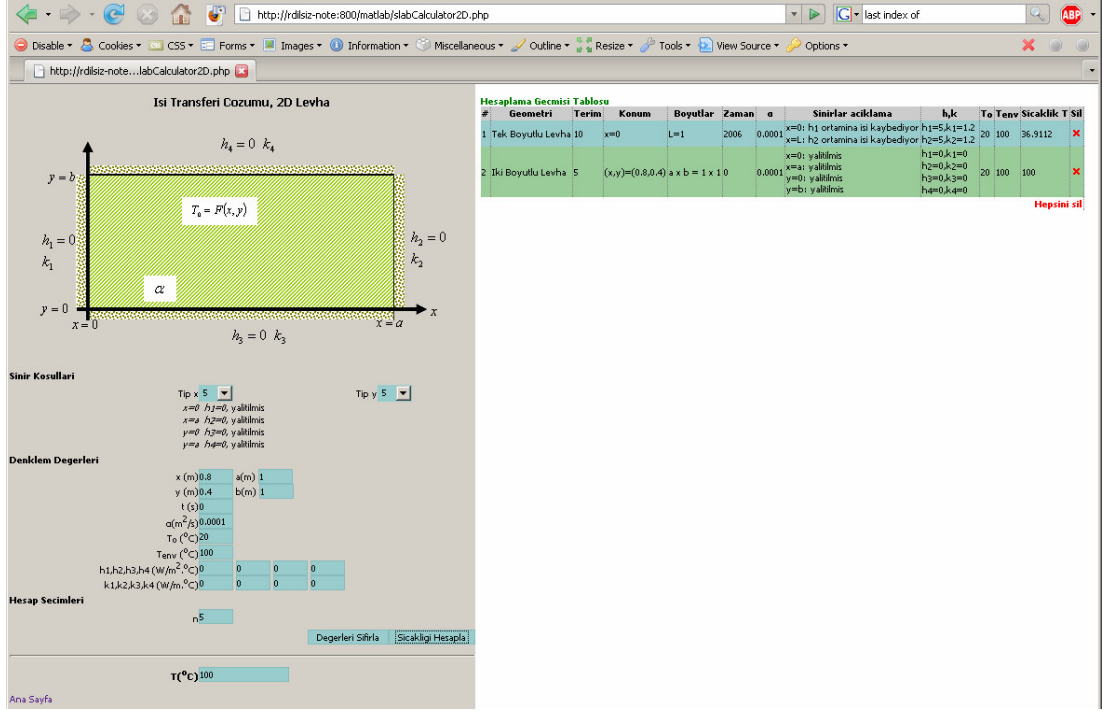 http://rdilsiz-note:800/matlab/slabCalculator2D.php
last index of
ABP
Disable Cookies CSS Forms Images Information Miscellaneous Outline Resize Tools View Source Options
http://rdilsiz-note...labCalculator2D.php
Isi Transferi Cozumu, 2D Levha
h₄ = 0 k₄
y = b
T₀ = F(x, y)
h₁ = 0
k₁
h₂ = 0
k₂
α
y = 0
x
x = 0
x = a
h₃ = 0 k₃
Sinir Kosullari
Tip x 5 Tip y 5
x=0 h1=0, yalitilmis
x=a h2=0, yalitilmis
y=0 h3=0, yalitilmis
y=a h4=0, yalitilmis
Denklem Degerleri
x (m) 0.8 a(m) 1
y (m) 0.4 b(m) 1
t (s) 0
α(m²/s) 0.0001
To (⁰C) 20
Tenv (⁰C) 100
h1,h2,h3,h4 (W/m².⁰C) 0 0 0 0
k1,k2,k3,k4 (W/m.⁰C) 0 0 0 0
Hesap Secimleri
n 5
Degerleri Sifirla Sicakligi Hesapla
T(⁰C) 100
Ana Sayfa
Hesaplama Gecmisi Tablosu
# Geometri Terim Konum Boyutlar Zaman α Sinirlar aciklama h,k To Tenv Sicaklik T Sil
1 Tek Boyutlu Levha 10 x=0 L=1 2006 0.0001 x=0: h1 ortamina isi kaybediyor h1=5,k1=1.2 20 100 36.9112
x=L: h2 ortamina isi kaybediyor h2=5,k2=1.2
2 Iki Boyutlu Levha 5 (x,y)=(0.8,0.4) a x b = 1 x 1 0 0.0001 x=0: yalitilmis h1=0,k1=0 20 100 100
x=a: yalitilmis h2=0,k2=0
y=0: yalitilmis h3=0,k3=0
y=b: yalitilmis h4=0,k4=0
Hepsini sil